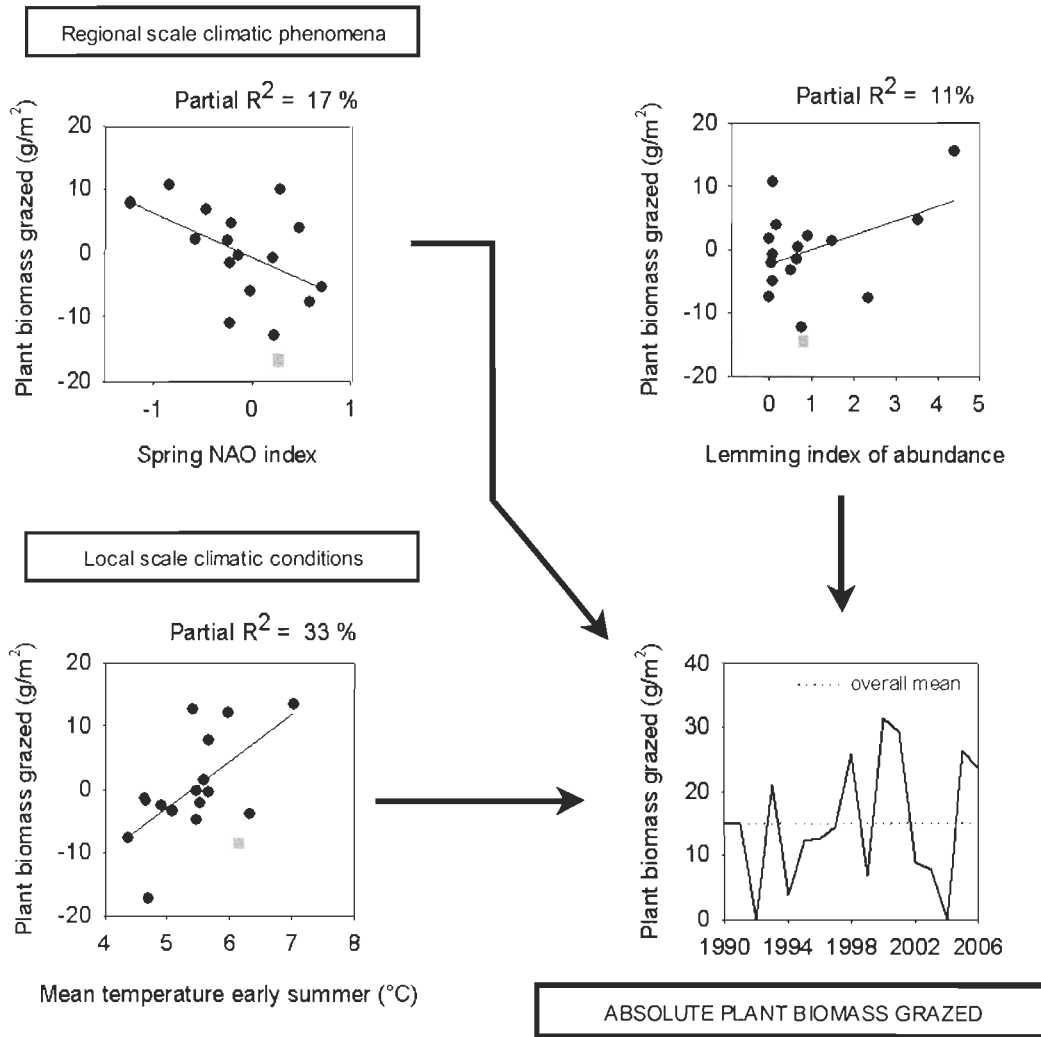 Regional scale climatic phenomena
Partial R² = 17 %
Plant biomass grazed (g/m²)
20
10
0
-10
-20
-1 0 1
Spring NAO index
Partial R² = 11%
Plant biomass grazed (g/m²)
20
10
0
-10
-20
0 1 2 3 4 5
Lemming index of abundance
Local scale climatic conditions
Partial R² = 33 %
Plant biomass grazed (g/m²)
20
10
0
-10
-20
4 5 6 7 8
Mean temperature early summer (°C)
Plant biomass grazed (g/m²)
40
30
20
10
0
overall mean
1990 1994 1998 2002 2006
ABSOLUTE PLANT BIOMASS GRAZED